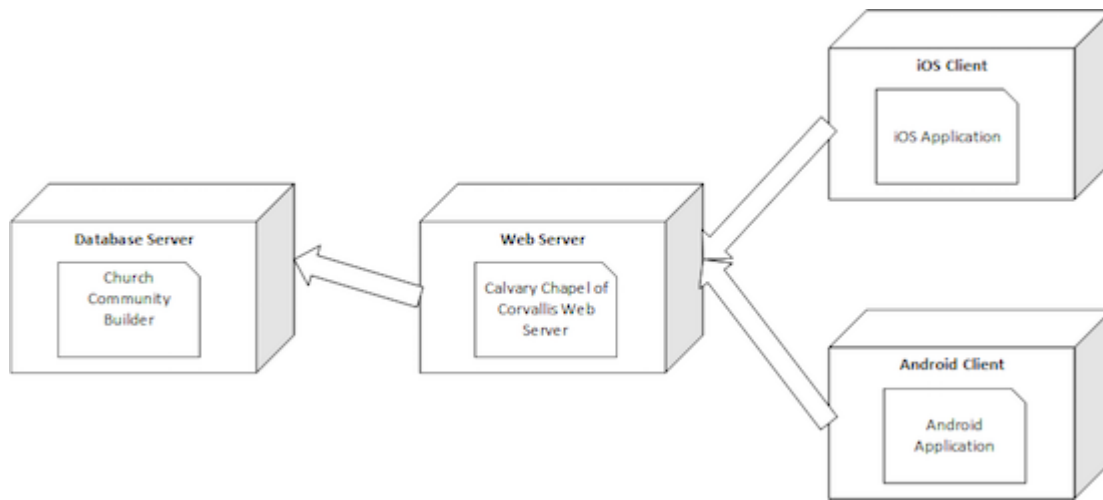 Database Server
Church
Community
Builder
Web Server
Calvary Chapel of
Corvallis Web
Server
iOS Client
iOS Application
Android Client
Android
Application